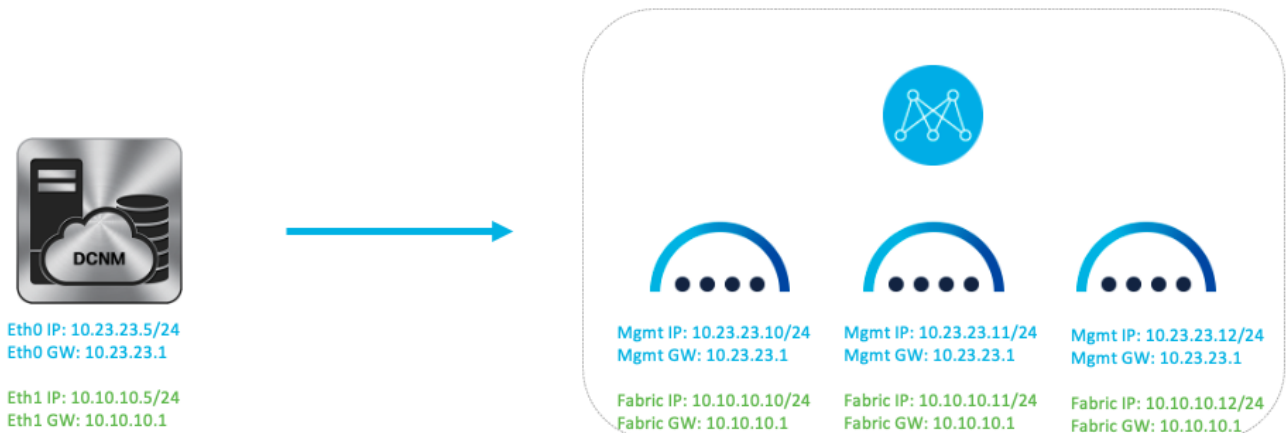 DCNM
Eth0 IP: 10.23.23.5/24
Eth0 GW: 10.23.23.1
Eth1 IP: 10.10.10.5/24
Eth1 GW: 10.10.10.1
Mgmt IP: 10.23.23.10/24
Mgmt GW: 10.23.23.1
Fabric IP: 10.10.10.10/24
Fabric GW: 10.10.10.1
Mgmt IP: 10.23.23.11/24
Mgmt GW: 10.23.23.1
Fabric IP: 10.10.10.11/24
Fabric GW: 10.10.10.1
Mgmt IP: 10.23.23.12/24
Mgmt GW: 10.23.23.1
Fabric IP: 10.10.10.12/24
Fabric GW: 10.10.10.1